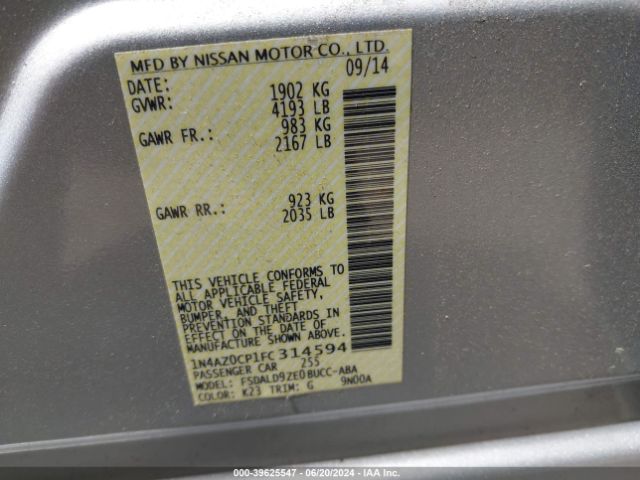 MFD BY NISSAN MOTOR CO., LTD.
DATE: 09/14
GVWR: 1902 KG
4193 LB
GAWR FR.: 983 KG
2167 LB
GAWR RR.: 923 KG
2035 LB
THIS VEHICLE CONFORMS TO
ALL APPLICABLE FEDERAL
MOTOR VEHICLE SAFETY,
BUMPER, AND THEFT
PREVENTION STANDARDS IN
EFFECT ON THE DATE OF
MANUFACTURE SHOWN ABOVE.
1N4AZ0CP1FC314594
PASSENGER CAR 255
MODEL: FSDALD9ZE0BUCC-ABA
COLOR: K23 TRIM: G 9N00A
000-39625547 - 06/20/2024 - IAA Inc.